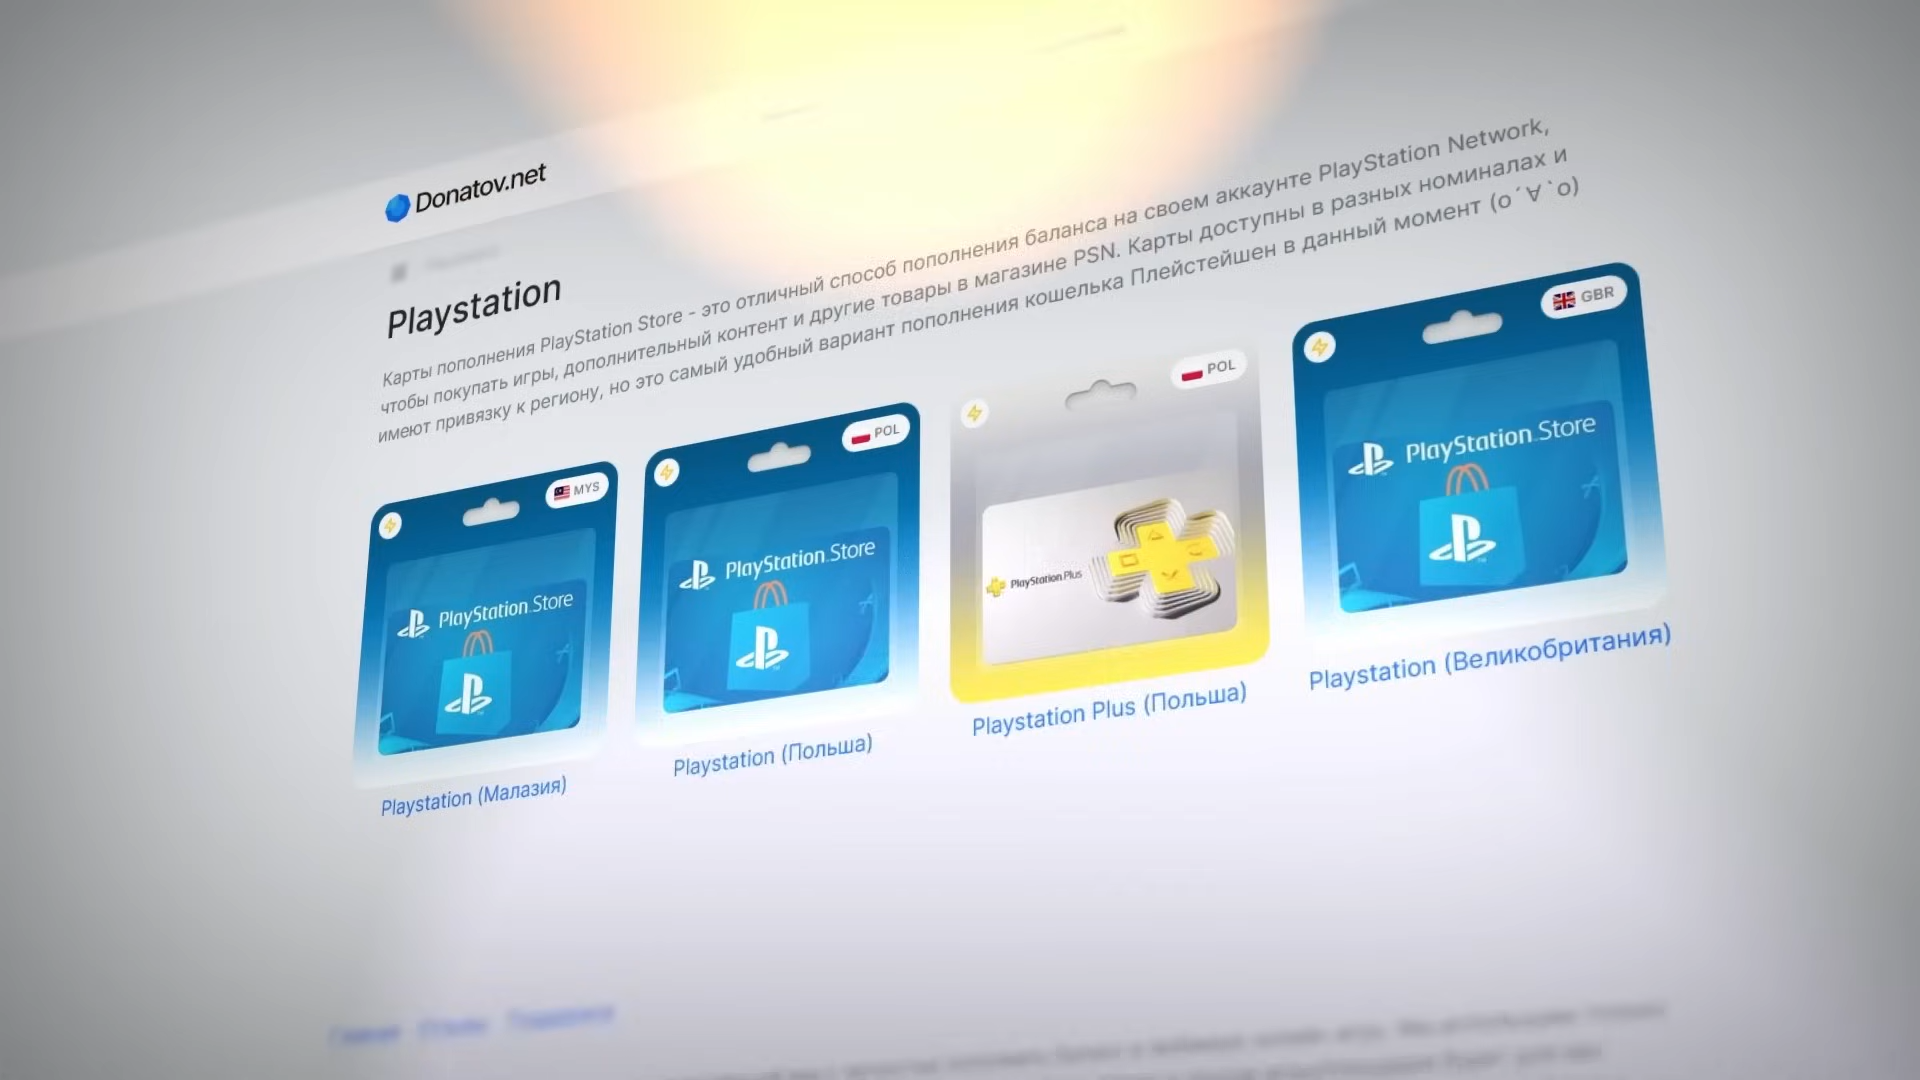 Donatov.net
Playstation
Карты пополнения PlayStation Store - это отличный способ пополнения баланса на своем аккаунте PlayStation Network,
чтобы покупать игры, дополнительный контент и другие товары в магазине PSN. Карты доступны в разных номиналах и
имеют привязку к региону, но это самый удобный вариант пополнения кошелька Плейстейшен в данный момент (o´∀`o)
MYS
PlayStation Store
Playstation (Малазия)
POL
PlayStation Store
Playstation (Польша)
POL
PlayStation Plus
Playstation Plus (Польша)
GBR
PlayStation Store
Playstation (Великобритания)